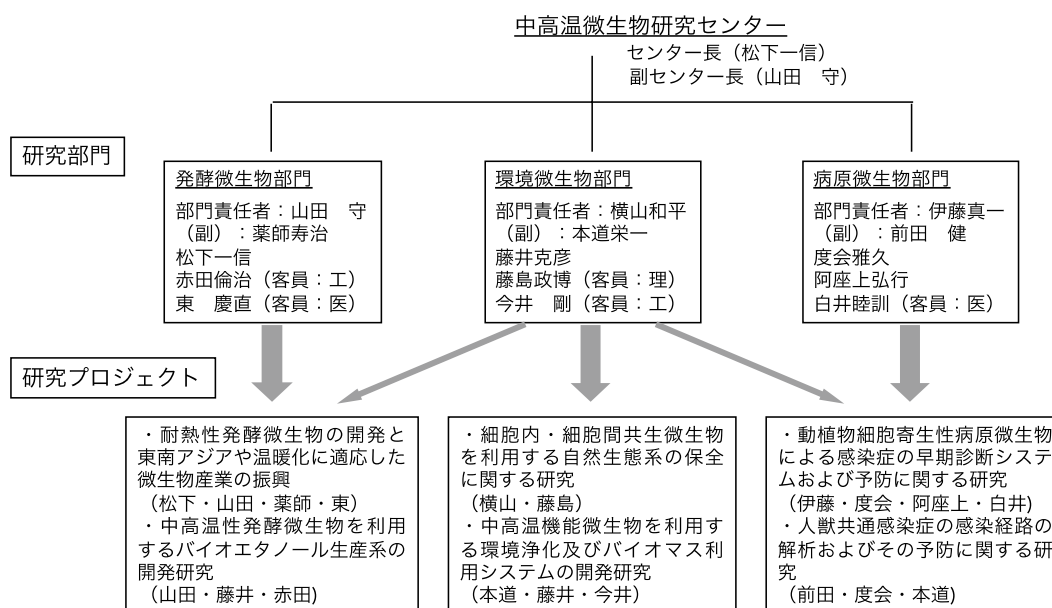 中高温微生物研究センター
センター長（松下一信）
副センター長（山田　守）
研究部門
発酵微生物部門
部門責任者：山田　守
（副）：薬師寿治
松下一信
赤田倫治（客員：工）
東　慶直（客員：医）
環境微生物部門
部門責任者：横山和平
（副）：本道栄一
藤井克彦
藤島政博（客員：理）
今井　剛（客員：工）
病原微生物部門
部門責任者：伊藤真一
（副）：前田　健
度会雅久
阿座上弘行
白井睦訓（客員：医）
研究プロジェクト
・耐熱性発酵微生物の開発と
東南アジアや温暖化に適応した
微生物産業の振興
（松下・山田・薬師・東）
・中高温性発酵微生物を利用
するバイオエタノール生産系の
開発研究
（山田・藤井・赤田)
・細胞内・細胞間共生微生物
を利用する自然生態系の保全
に関する研究
（横山・藤島）
・中高温機能微生物を利用す
る環境浄化及びバイオマス利
用システムの開発研究
（本道・藤井・今井）
・動植物細胞寄生性病原微生物
による感染症の早期診断システ
ムおよび予防に関する研究
（伊藤・度会・阿座上・白井）
・人獣共通感染症の感染経路の
解析およびその予防に関する研
究
（前田・度会・本道）